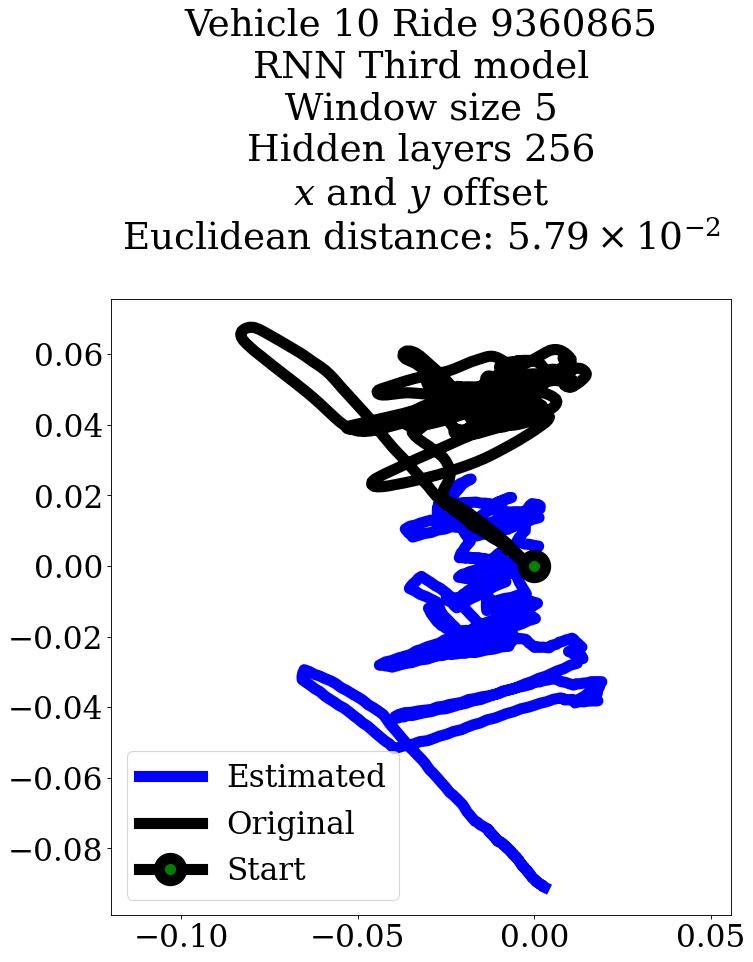 Vehicle 10 Ride 9360865
RNN Third model
Window size 5
Hidden layers 256
x and y offset
Euclidean distance: 5.79 × 10⁻²
0.06
0.04
0.02
0.00
−0.02
−0.04
−0.06
−0.08
Estimated
Original
Start
−0.10
−0.05
0.00
0.05